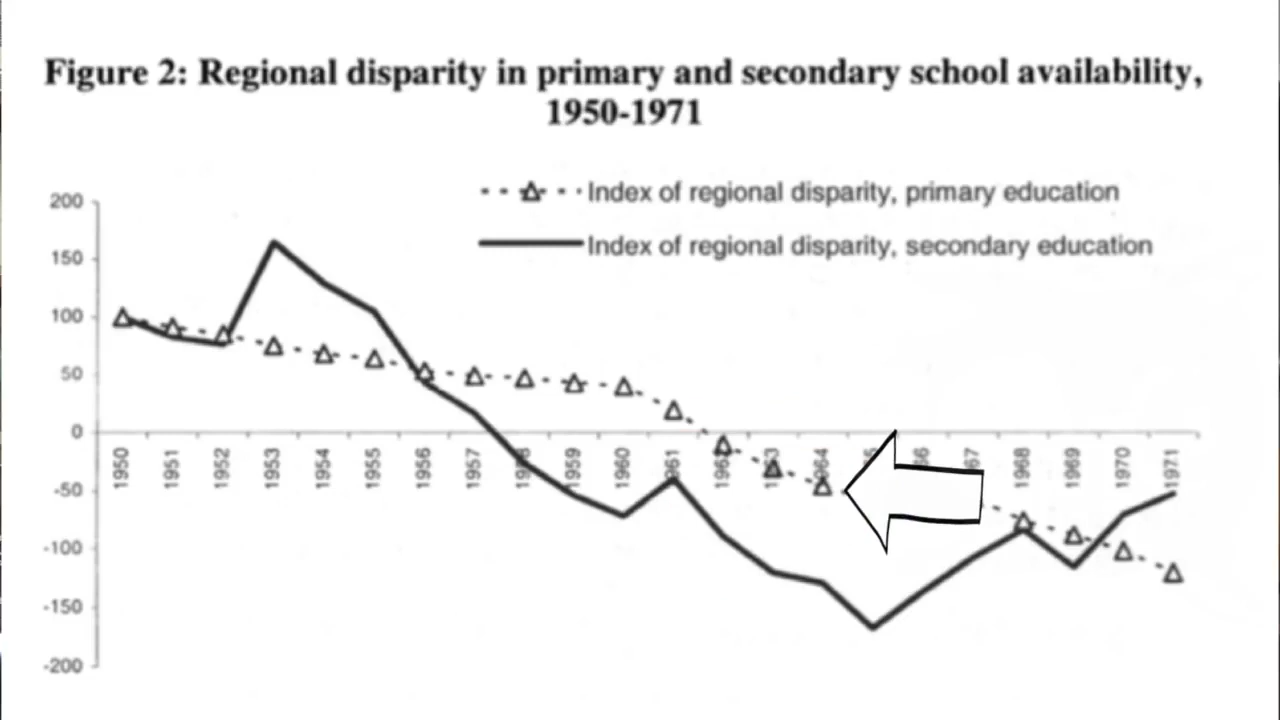 Figure 2: Regional disparity in primary and secondary school availability,
1950-1971
Index of regional disparity, primary education
Index of regional disparity, secondary education
200
150
100
50
0
-50
-100
-150
-200
1950 1951 1952 1953 1954 1955 1956 1957 1959 1960 1968 1969 1970 1971